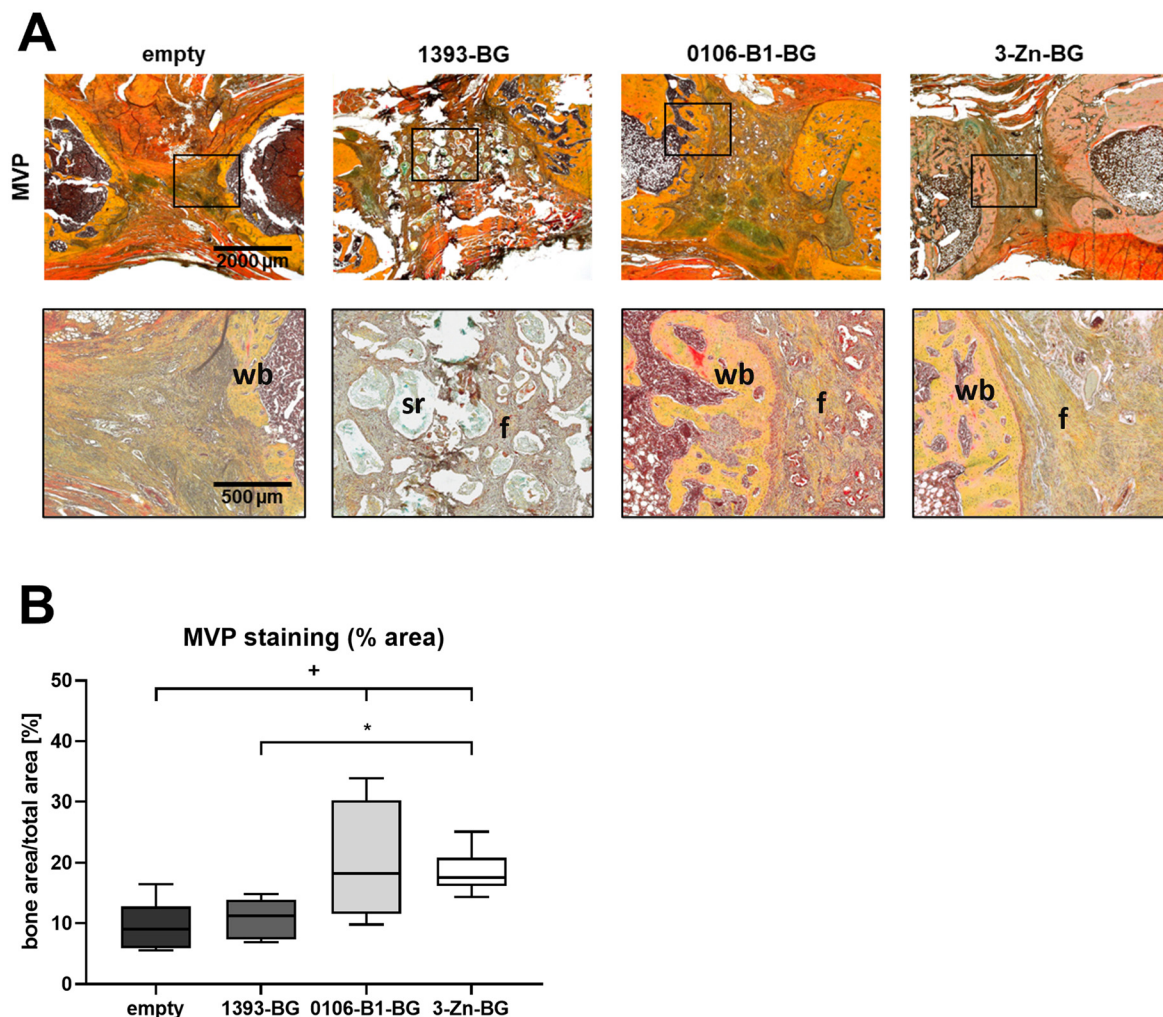 A
empty
1393-BG
0106-B1-BG
3-Zn-BG
MVP
2000 µm
wb
500 µm
sr
f
wb
f
wb
f
B
MVP staining (% area)
+
*
bone area/total area [%]
50
40
30
20
10
0
empty
1393-BG
0106-B1-BG
3-Zn-BG